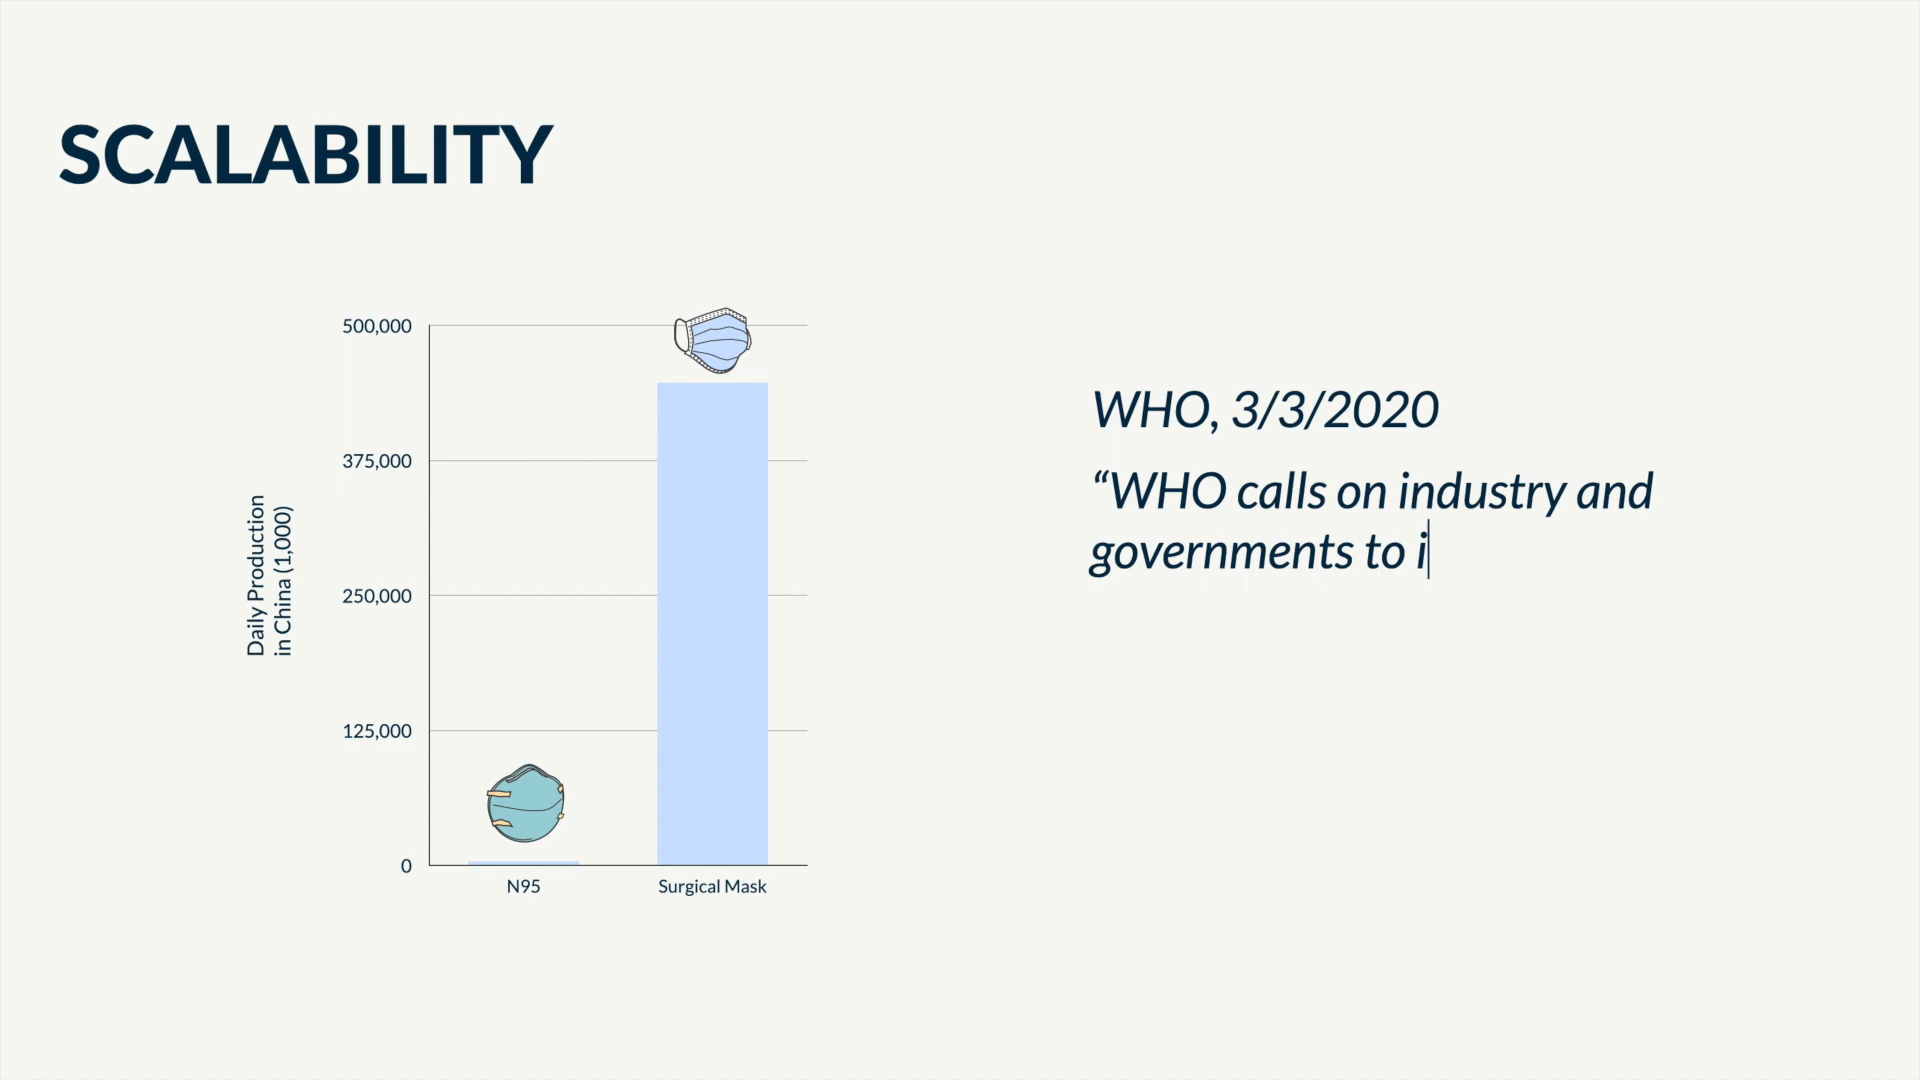 SCALABILITY
500,000
375,000
250,000
125,000
0
Daily Production
in China (1,000)
N95
Surgical Mask
WHO, 3/3/2020
“WHO calls on industry and
governments to i